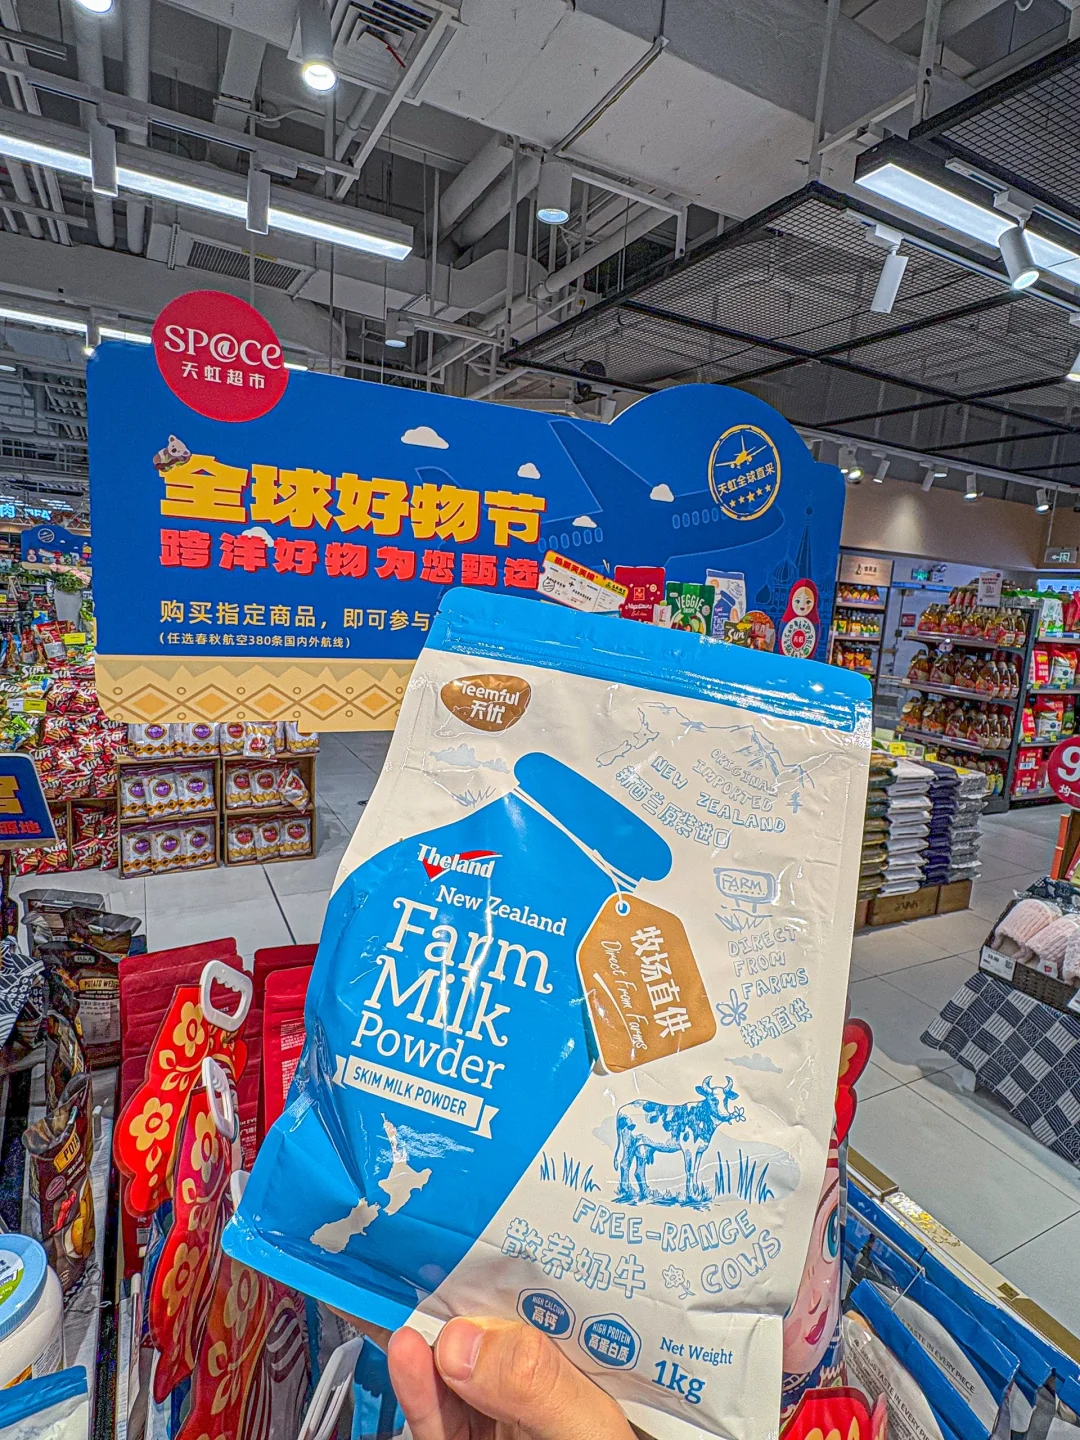 SP@CE
天虹超市
全球好物节
跨洋好物为您甄选
购买指定商品，即可参与
(任选春秋航空380条国内外航线)
天虹全球直采
VEGGIE
Teemful
天优
ORIGINAL
IMPORTED
NEW ZEALAND
新西兰原装进口
Theland
New Zealand
Farm
Milk
Powder
SKIM MILK POWDER
牧场直供
Direct From Farms
FARM
DIRECT
FROM
FARMS
牧场直供
FREE-RANGE
COWS
散养奶牛
HIGH CALCIUM
高钙
HIGH PROTEIN
高蛋白质
Net Weight
1kg
TASTE IN EVERY PIECE